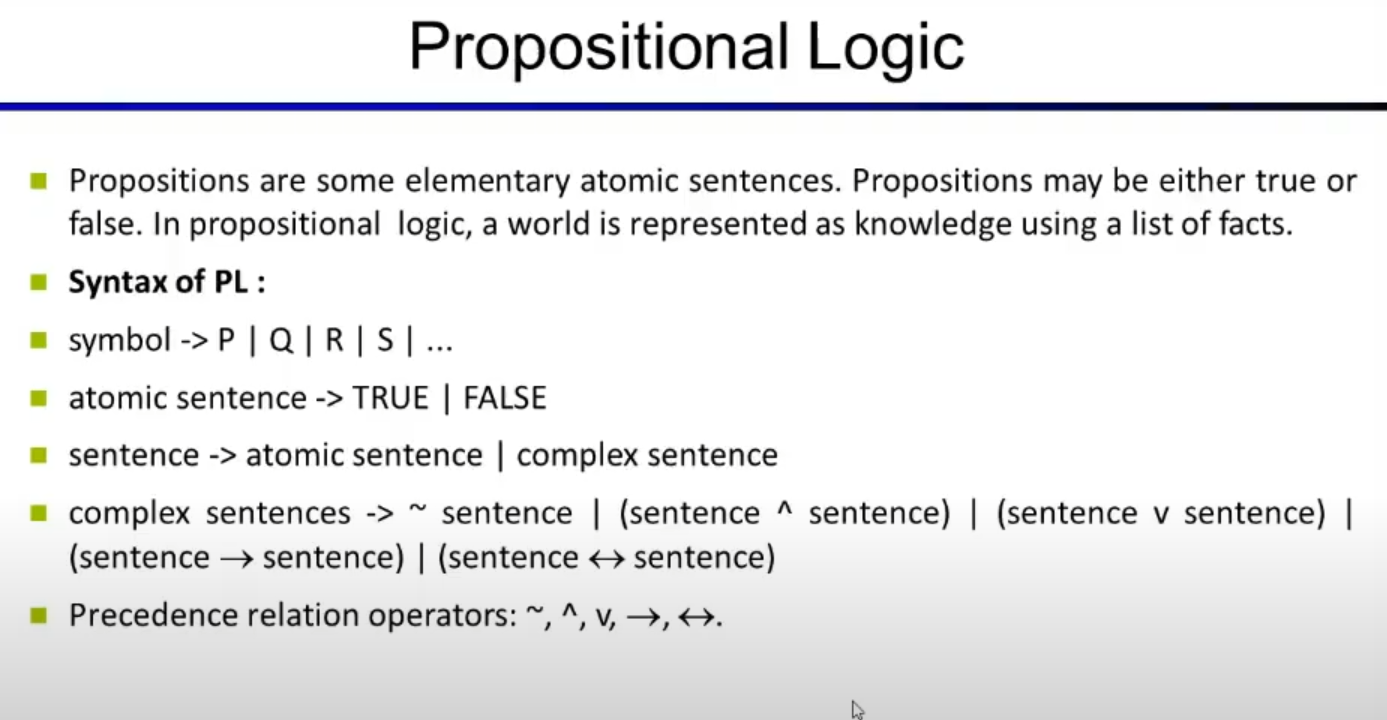 Propositional Logic
Propositions are some elementary atomic sentences. Propositions may be either true or
false. In propositional logic, a world is represented as knowledge using a list of facts.
Syntax of PL :
symbol -> P | Q | R | S | ...
atomic sentence -> TRUE | FALSE
sentence -> atomic sentence | complex sentence
complex sentences -> ~ sentence | (sentence ^ sentence) | (sentence v sentence) |
(sentence → sentence) | (sentence ↔ sentence)
Precedence relation operators: ~, ^, v, →, ↔.